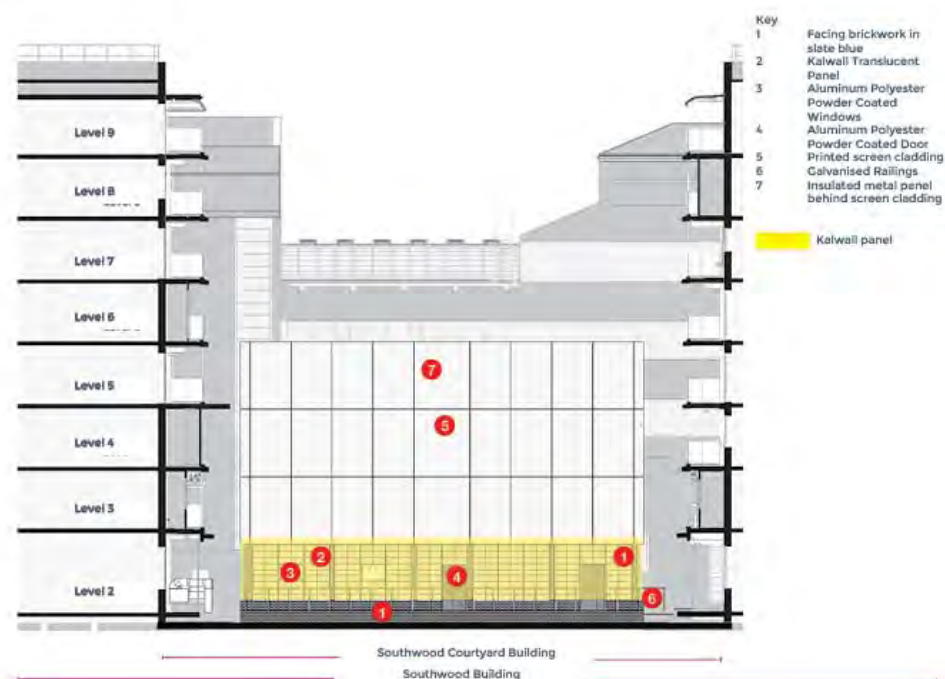 Key
1 Facing brickwork in
slate blue
2 Kalwall Translucent
Panel
3 Aluminum Polyester
Powder Coated
Windows
4 Aluminum Polyester
Powder Coated Door
5 Printed screen cladding
6 Galvanised Railings
7 Insulated metal panel
behind screen cladding
Kalwall panel
Level 9
Level 8
Level 7
Level 6
Level 5
Level 4
Level 3
Level 2
7
5
2
1
3
4
6
1
Southwood Courtyard Building
Southwood Building